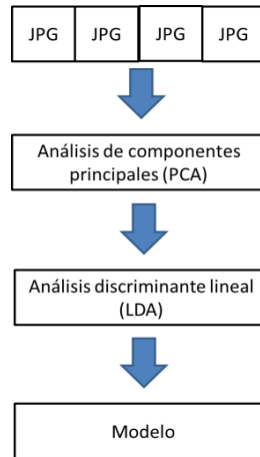 JPG JPG JPG JPG
Análisis de componentes
principales (PCA)
Análisis discriminante lineal
(LDA)
Modelo